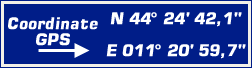 Coordinate
GPS
N 44° 24' 42,1"
E 011° 20' 59,7"